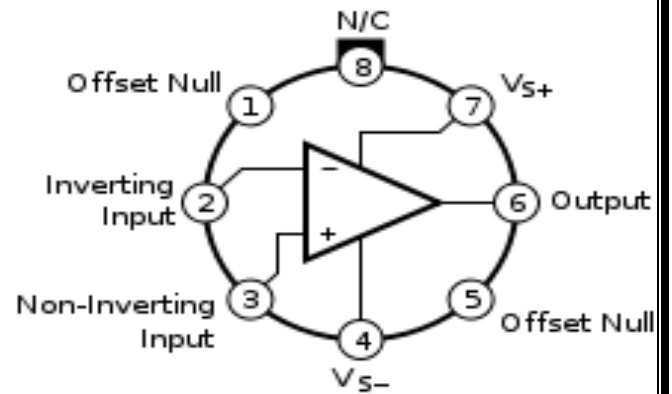 N/C
8
Offset Null
1
7
VS+
−
Inverting
Input
2
6
Output
+
Non-Inverting
Input
3
5
Offset Null
4
VS−